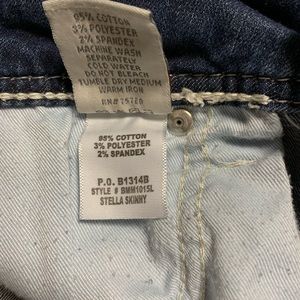 95% COTTON
3% POLYESTER
2% SPANDEX
MACHINE WASH
SEPARATELY
COLD WATER
DO NOT BLEACH
TUMBLE DRY MEDIUM
WARM IRON
95% COTTON
3% POLYESTER
2% SPANDEX
P.O. B1314B
STYLE # BMM1015L
STELLA SKINNY